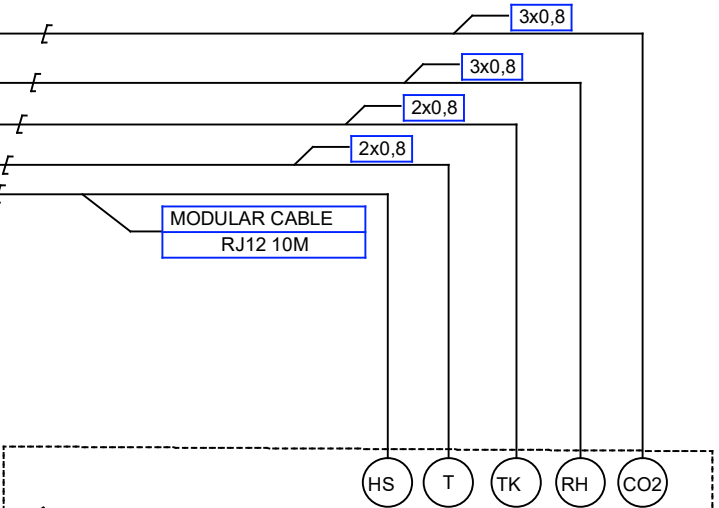 3x0,8
3x0,8
2x0,8
2x0,8
MODULAR CABLE
RJ12 10M
HS
T
TK
RH
CO2